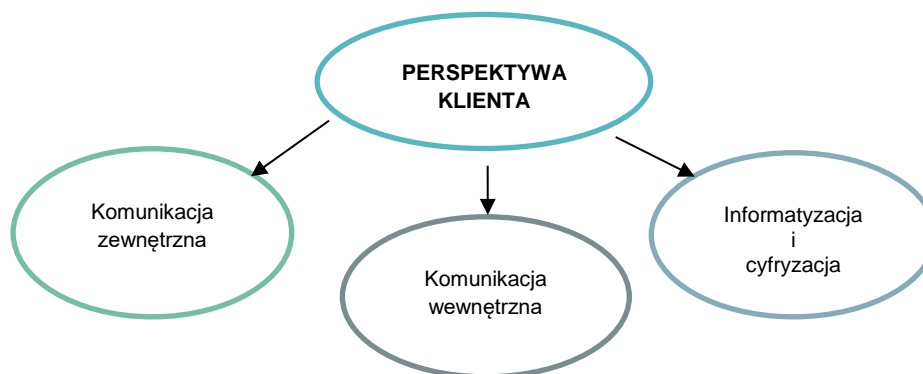 PERSPEKTYWA
KLIENTA
Komunikacja
zewnętrzna
Komunikacja
wewnętrzna
Informatyzacja
i
cyfryzacja